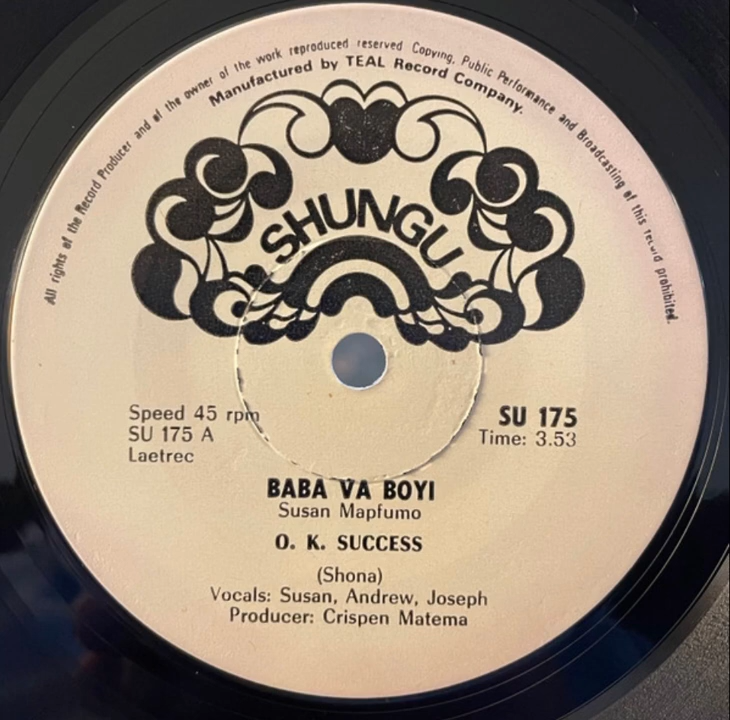 All rights of the Record Producer and of the owner of the work reproduced reserved Copying, Public Performance and Broadcasting of this record prohibited.
Manufactured by TEAL Record Company.
SHUNGU
Speed 45 rpm
SU 175 A
Laetrec
SU 175
Time: 3.53
BABA VA BOYI
Susan Mapfumo
O. K. SUCCESS
(Shona)
Vocals: Susan, Andrew, Joseph
Producer: Crispen Matema